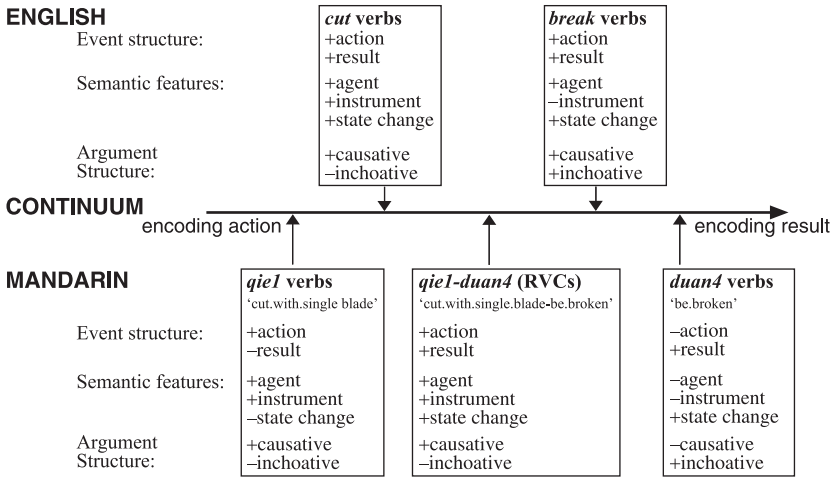 ENGLISH
cut verbs
break verbs
Event structure:
+action
+action
+result
+result
Semantic features:
+agent
+agent
+instrument
–instrument
+state change
+state change
Argument
Structure:
+causative
+causative
–inchoative
+inchoative
CONTINUUM
encoding action
encoding result
MANDARIN
qie1 verbs
qie1-duan4 (RVCs)
duan4 verbs
‘cut.with.single blade’
‘cut.with.single.blade-be.broken’
‘be.broken’
Event structure:
+action
+action
–action
–result
+result
+result
Semantic features:
+agent
+agent
–agent
+instrument
+instrument
–instrument
–state change
+state change
+state change
Argument
Structure:
+causative
+causative
–causative
–inchoative
–inchoative
+inchoative